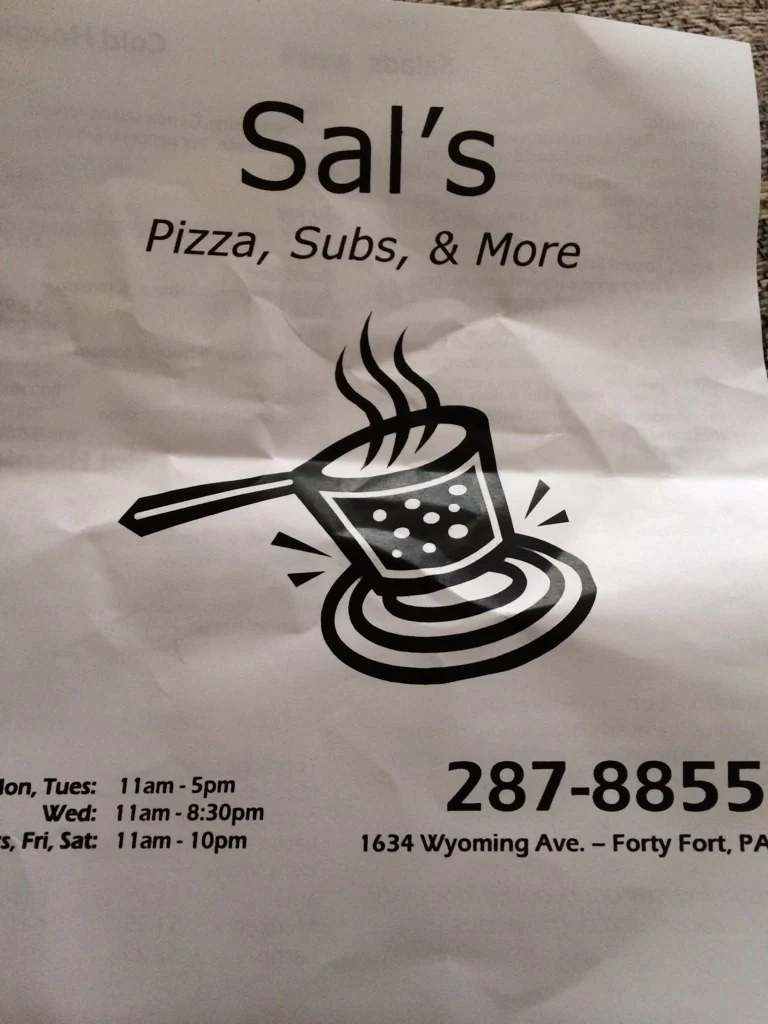 Sal's
Pizza, Subs, & More
Mon, Tues: 11am - 5pm
Wed: 11am - 8:30pm
Fri, Sat: 11am - 10pm
287-8855
1634 Wyoming Ave. – Forty Fort, PA